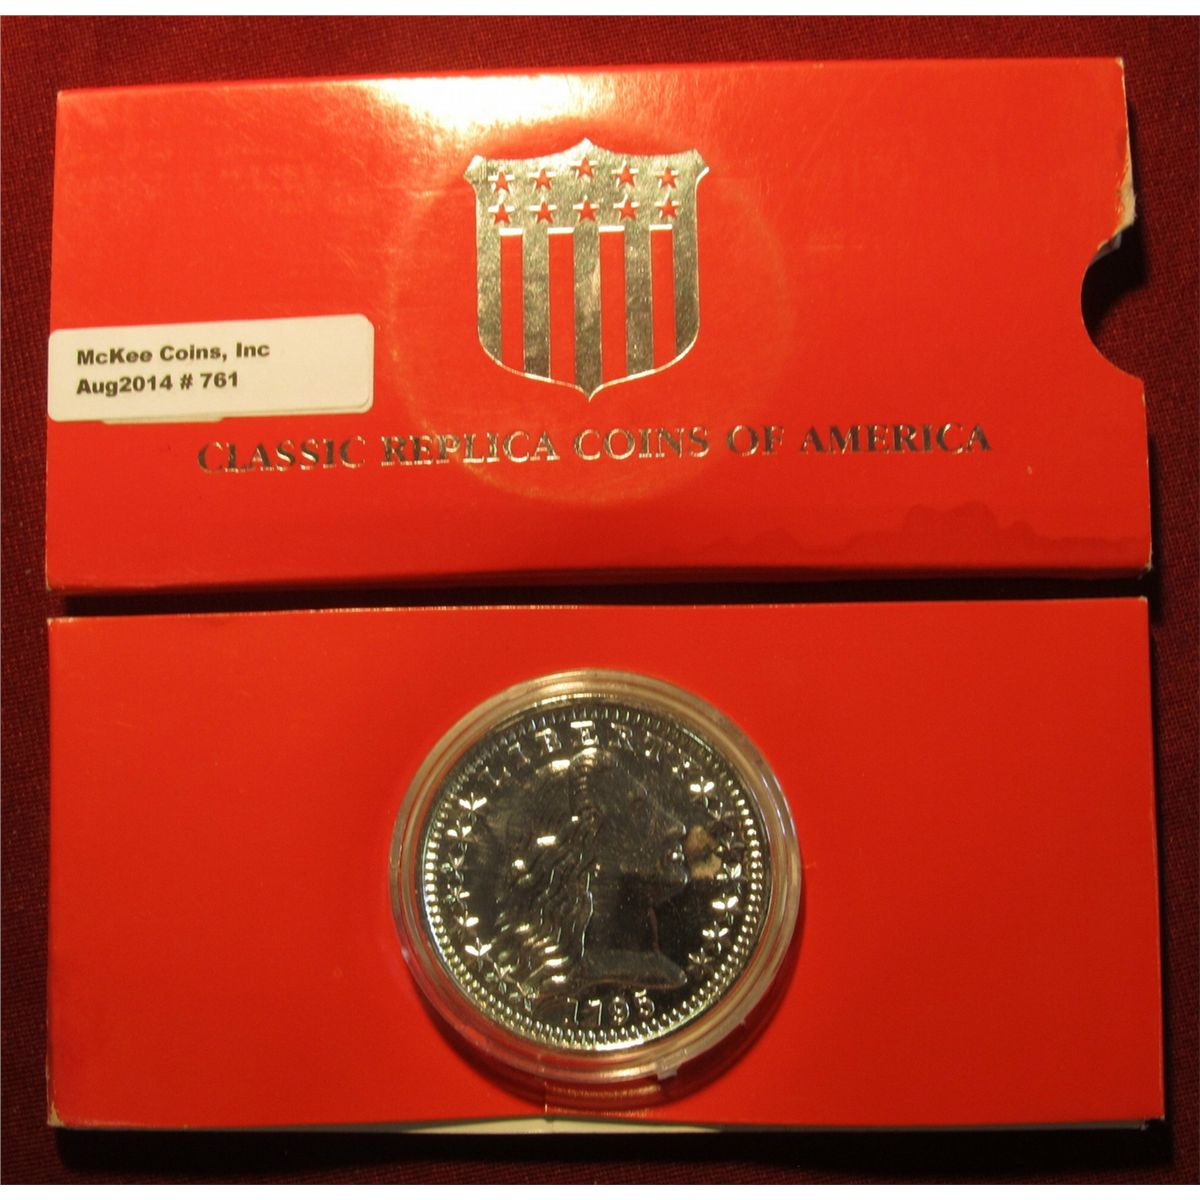 McKee Coins, Inc
Aug2014 # 761
CLASSIC REPLICA COINS OF AMERICA
LIBERTY
1795